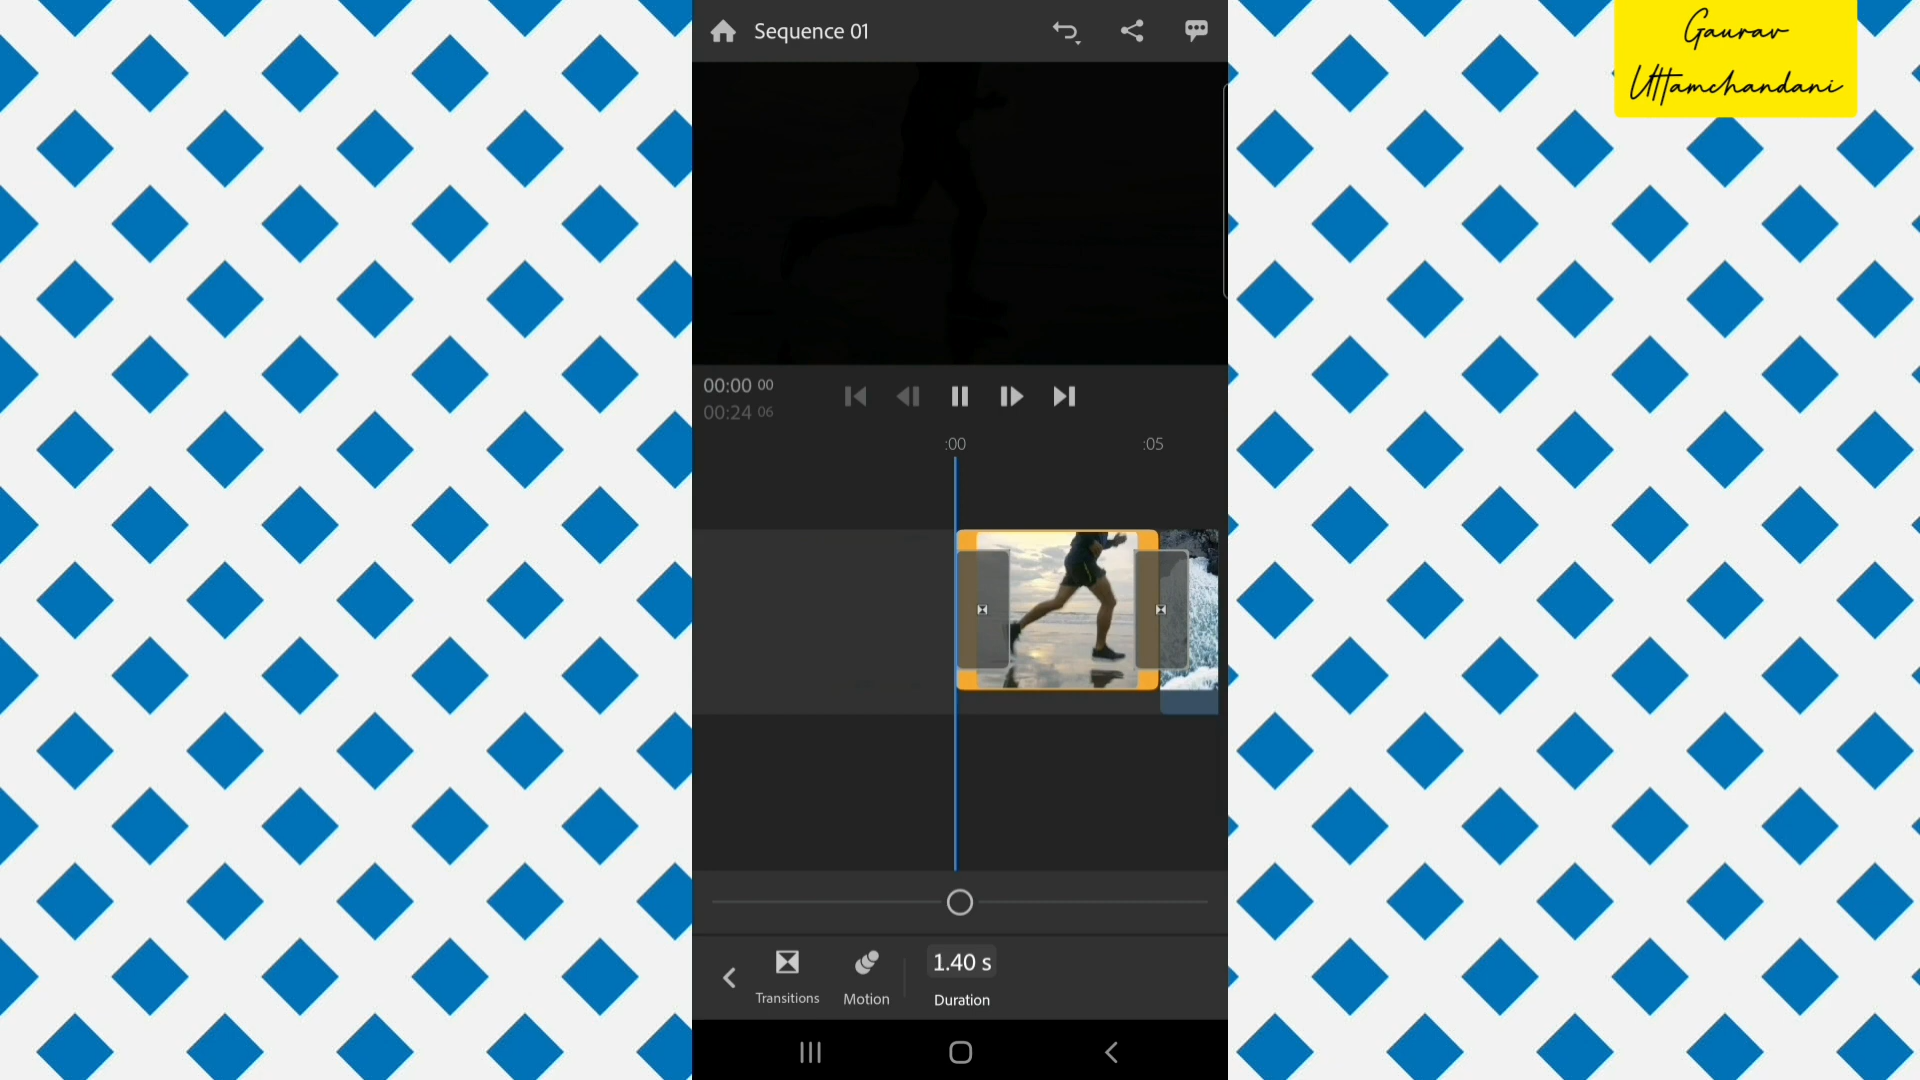 Sequence 01
Gaurav
Uttamchandani
00:00 00
00:24 06
:00
:05
1.40 s
Transitions
Motion
Duration